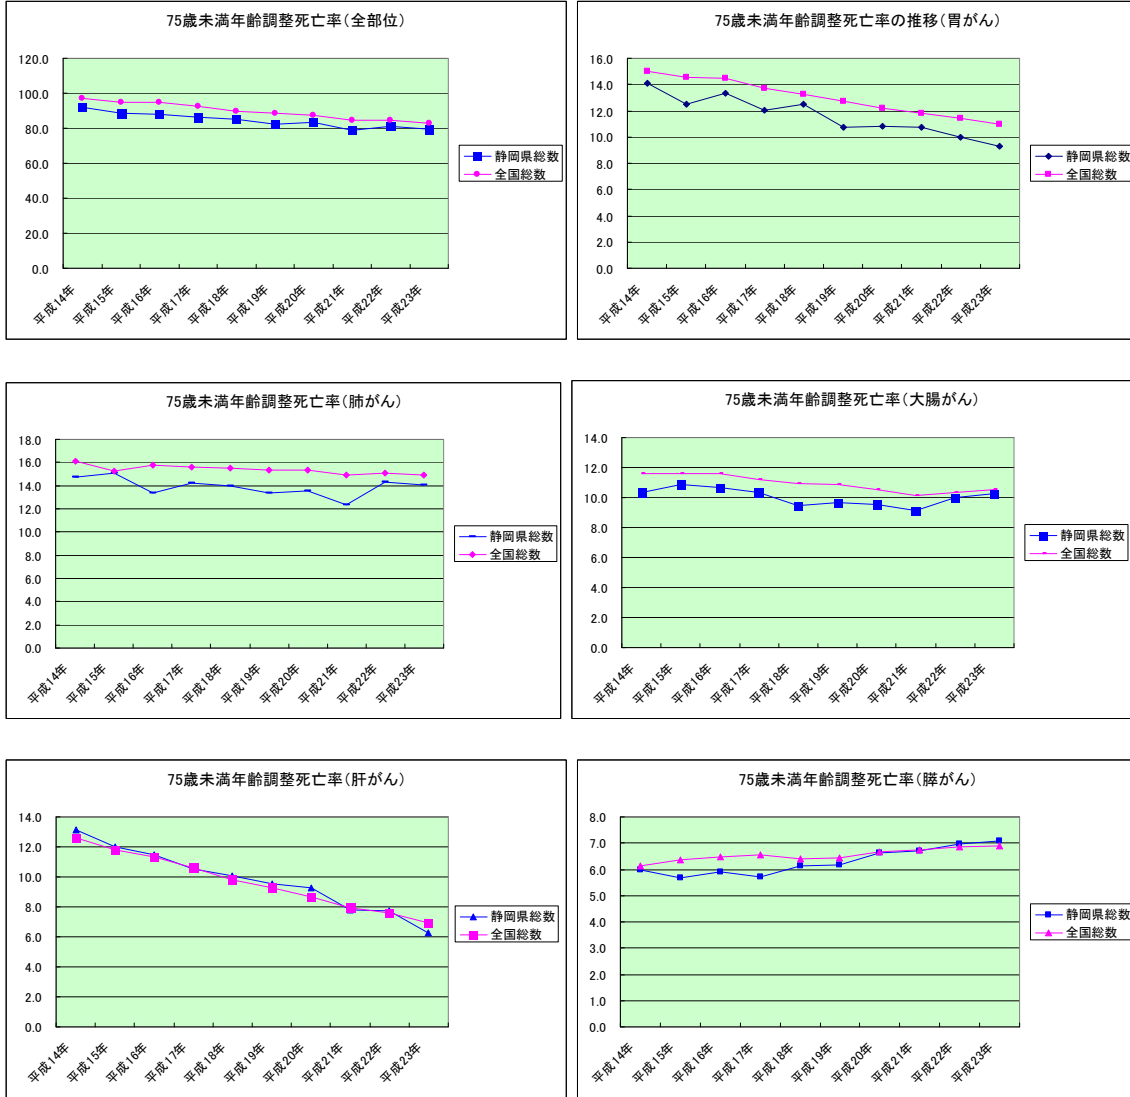 75歳未満年齢調整死亡率(全部位)
120.0
100.0
80.0
60.0
40.0
20.0
0.0
平成14年
平成15年
平成16年
平成17年
平成18年
平成19年
平成20年
平成21年
平成22年
平成23年
静岡県総数
全国総数
75歳未満年齢調整死亡率の推移(胃がん)
16.0
14.0
12.0
10.0
8.0
6.0
4.0
2.0
0.0
平成14年
平成15年
平成16年
平成17年
平成18年
平成19年
平成20年
平成21年
平成22年
平成23年
静岡県総数
全国総数
75歳未満年齢調整死亡率(肺がん)
18.0
16.0
14.0
12.0
10.0
8.0
6.0
4.0
2.0
0.0
平成14年
平成15年
平成16年
平成17年
平成18年
平成19年
平成20年
平成21年
平成22年
平成23年
静岡県総数
全国総数
75歳未満年齢調整死亡率(大腸がん)
14.0
12.0
10.0
8.0
6.0
4.0
2.0
0.0
平成14年
平成15年
平成16年
平成17年
平成18年
平成19年
平成20年
平成21年
平成22年
平成23年
静岡県総数
全国総数
75歳未満年齢調整死亡率(肝がん)
14.0
12.0
10.0
8.0
6.0
4.0
2.0
0.0
平成14年
平成15年
平成16年
平成17年
平成18年
平成19年
平成20年
平成21年
平成22年
平成23年
静岡県総数
全国総数
75歳未満年齢調整死亡率(膵がん)
8.0
7.0
6.0
5.0
4.0
3.0
2.0
1.0
0.0
平成14年
平成15年
平成16年
平成17年
平成18年
平成19年
平成20年
平成21年
平成22年
平成23年
静岡県総数
全国総数